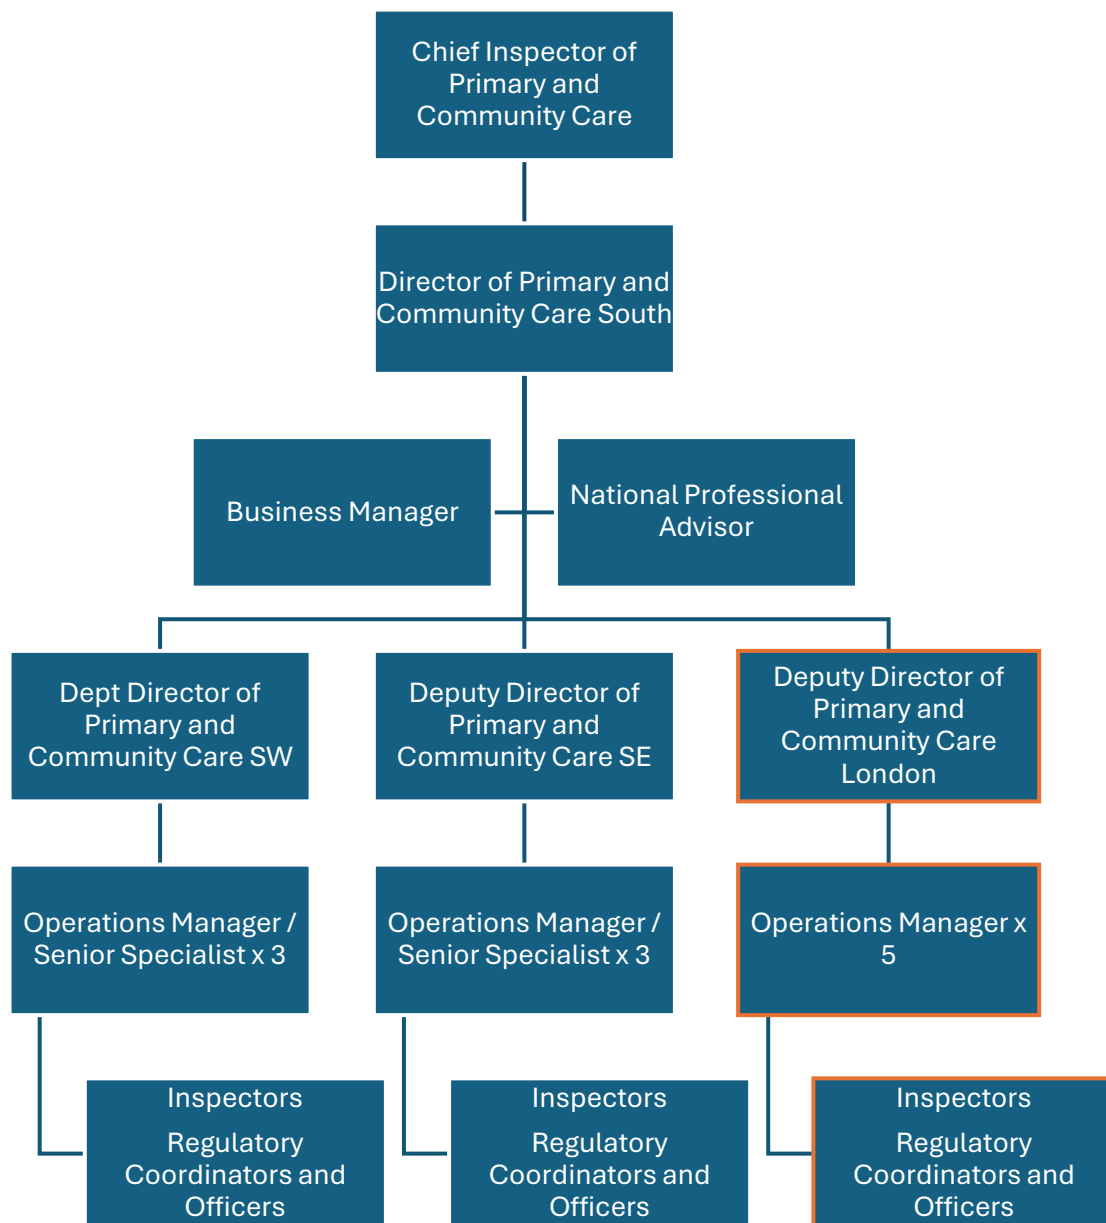 Chief Inspector of
Primary and
Community Care
Director of Primary and
Community Care South
Business Manager
National Professional
Advisor
Dept Director of
Primary and
Community Care SW
Deputy Director of
Primary and
Community Care SE
Deputy Director of
Primary and
Community Care
London
Operations Manager /
Senior Specialist x 3
Operations Manager /
Senior Specialist x 3
Operations Manager x
5
Inspectors
Regulatory
Coordinators and
Officers
Inspectors
Regulatory
Coordinators and
Officers
Inspectors
Regulatory
Coordinators and
Officers